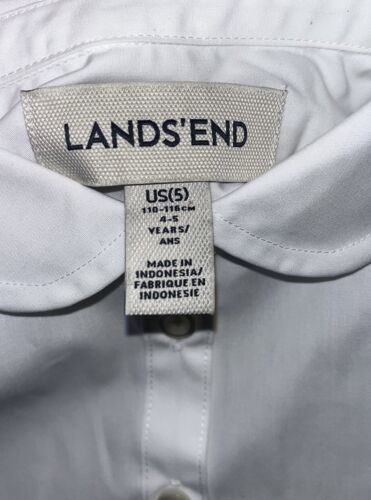 LANDS'END
US(5)
110-116CM
4-5
YEARS/
ANS
MADE IN
INDONESIA/
FABRIQUE EN
INDONESIE